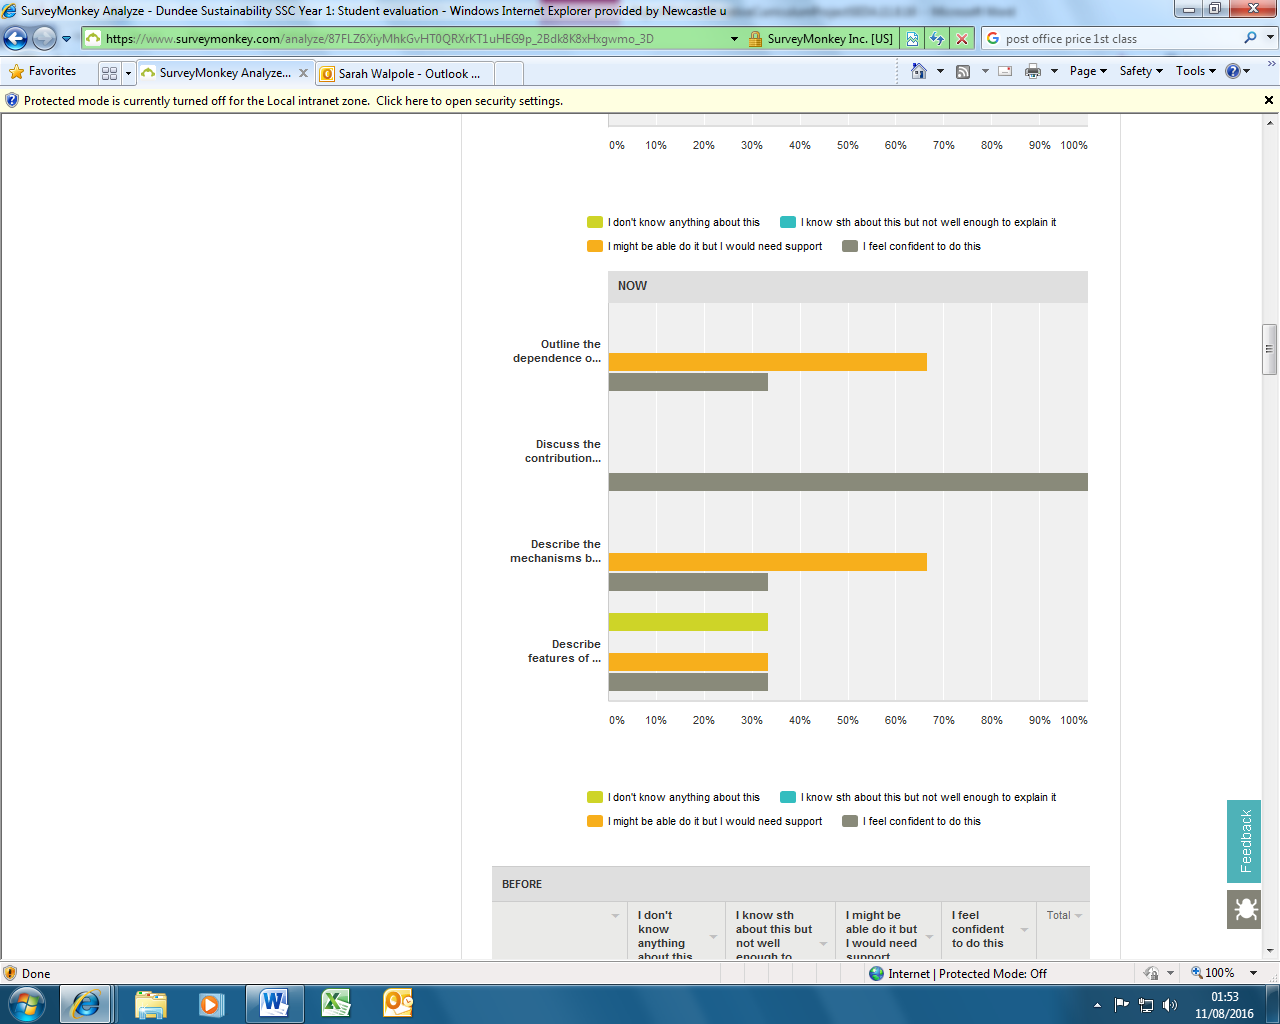 SurveyMonkey Analyze - Dundee Sustainability SSC Year 1: Student evaluation - Windows Internet Explorer provided by Newcastle u
https://www.surveymonkey.com/analyze/87FLZ6XiyMhkGvHT0QRXrKT1uHEG9p_2Bdk8K8xHxgwmo_3D
SurveyMonkey Inc. [US]
post office price 1st class
Favorites
SurveyMonkey Analyze...
Sarah Walpole - Outlook ...
Page
Safety
Tools
Protected mode is currently turned off for the Local intranet zone. Click here to open security settings.
0% 10% 20% 30% 40% 50% 60% 70% 80% 90% 100%
I don't know anything about this I know sth about this but not well enough to explain it
I might be able do it but I would need support I feel confident to do this
NOW
Outline the
dependence o...
Discuss the
contribution...
Describe the
mechanisms b...
Describe
features of ...
0% 10% 20% 30% 40% 50% 60% 70% 80% 90% 100%
I don't know anything about this I know sth about this but not well enough to explain it
I might be able do it but I would need support I feel confident to do this
Feedback
BEFORE
I don't I know sth I might be I feel Total
know about this but able do it but confident
anything not well I would need to do this
about this enough to support
Done
Internet | Protected Mode: Off
100%
01:53
11/08/2016